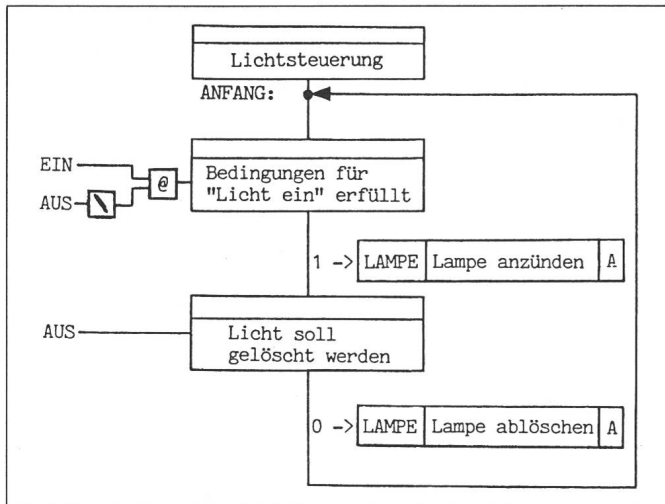 Lichtsteuerung
ANFANG:
EIN
AUS
\
@
Bedingungen für
"Licht ein" erfüllt
1 -> LAMPE Lampe anzünden A
AUS
Licht soll
gelöscht werden
0 -> LAMPE Lampe ablöschen A